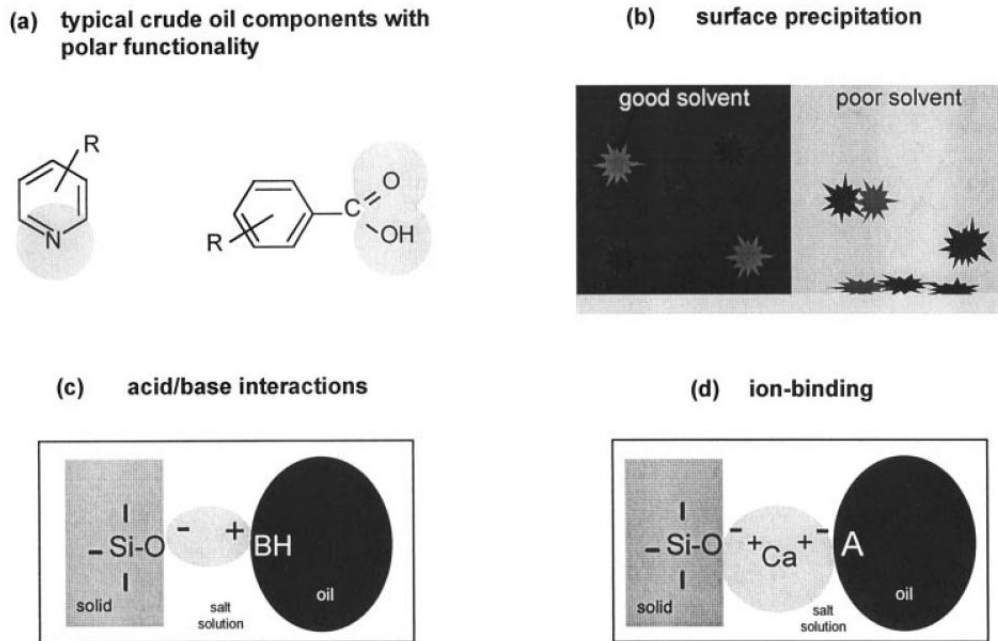 (a) typical crude oil components with
polar functionality
R
N
R
C
O
OH
(b) surface precipitation
good solvent
poor solvent
(c) acid/base interactions
- Si-O
-
+
BH
solid
salt
solution
oil
(d) ion-binding
- Si-O
- + Ca + -
A
solid
salt
solution
oil